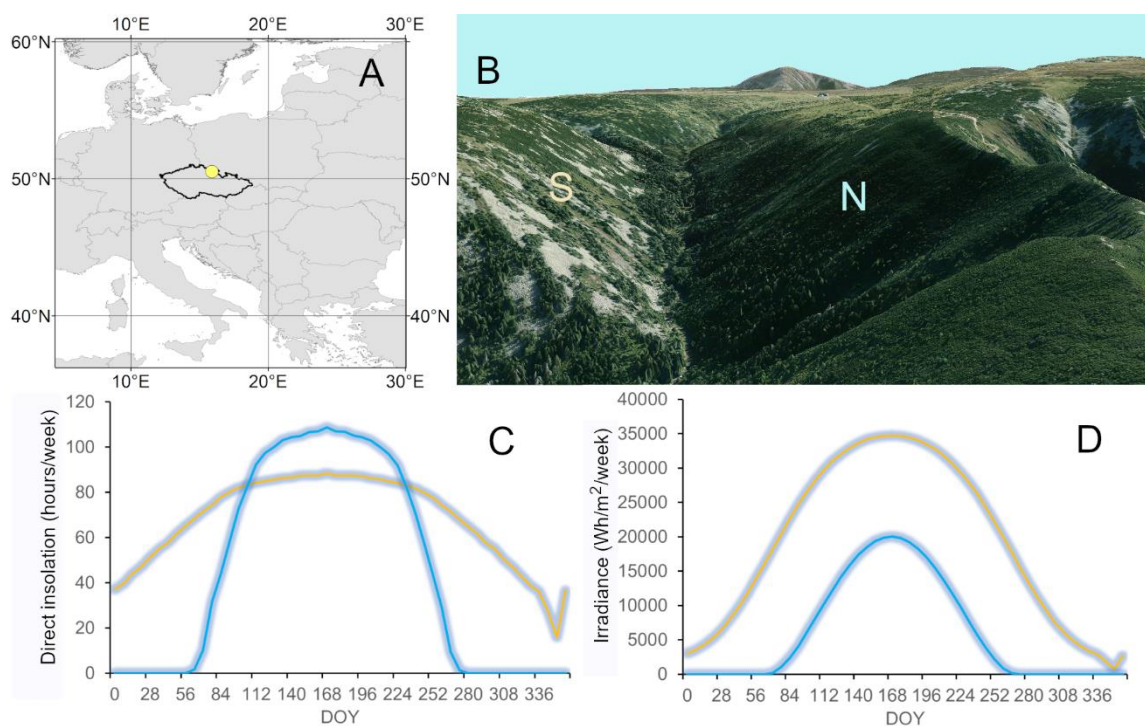 10°E 20°E 30°E
60°N
A
50°N 50°N
40°N 40°N
10°E 20°E 30°E
B
S
N
C
Direct insolation (hours/week)
120
100
80
60
40
20
0
0 28 56 84 112 140 168 196 224 252 280 308 336
DOY
D
Irradiance (Wh/m²/week)
40000
35000
30000
25000
20000
15000
10000
5000
0
0 28 56 84 112 140 168 196 224 252 280 308 336
DOY